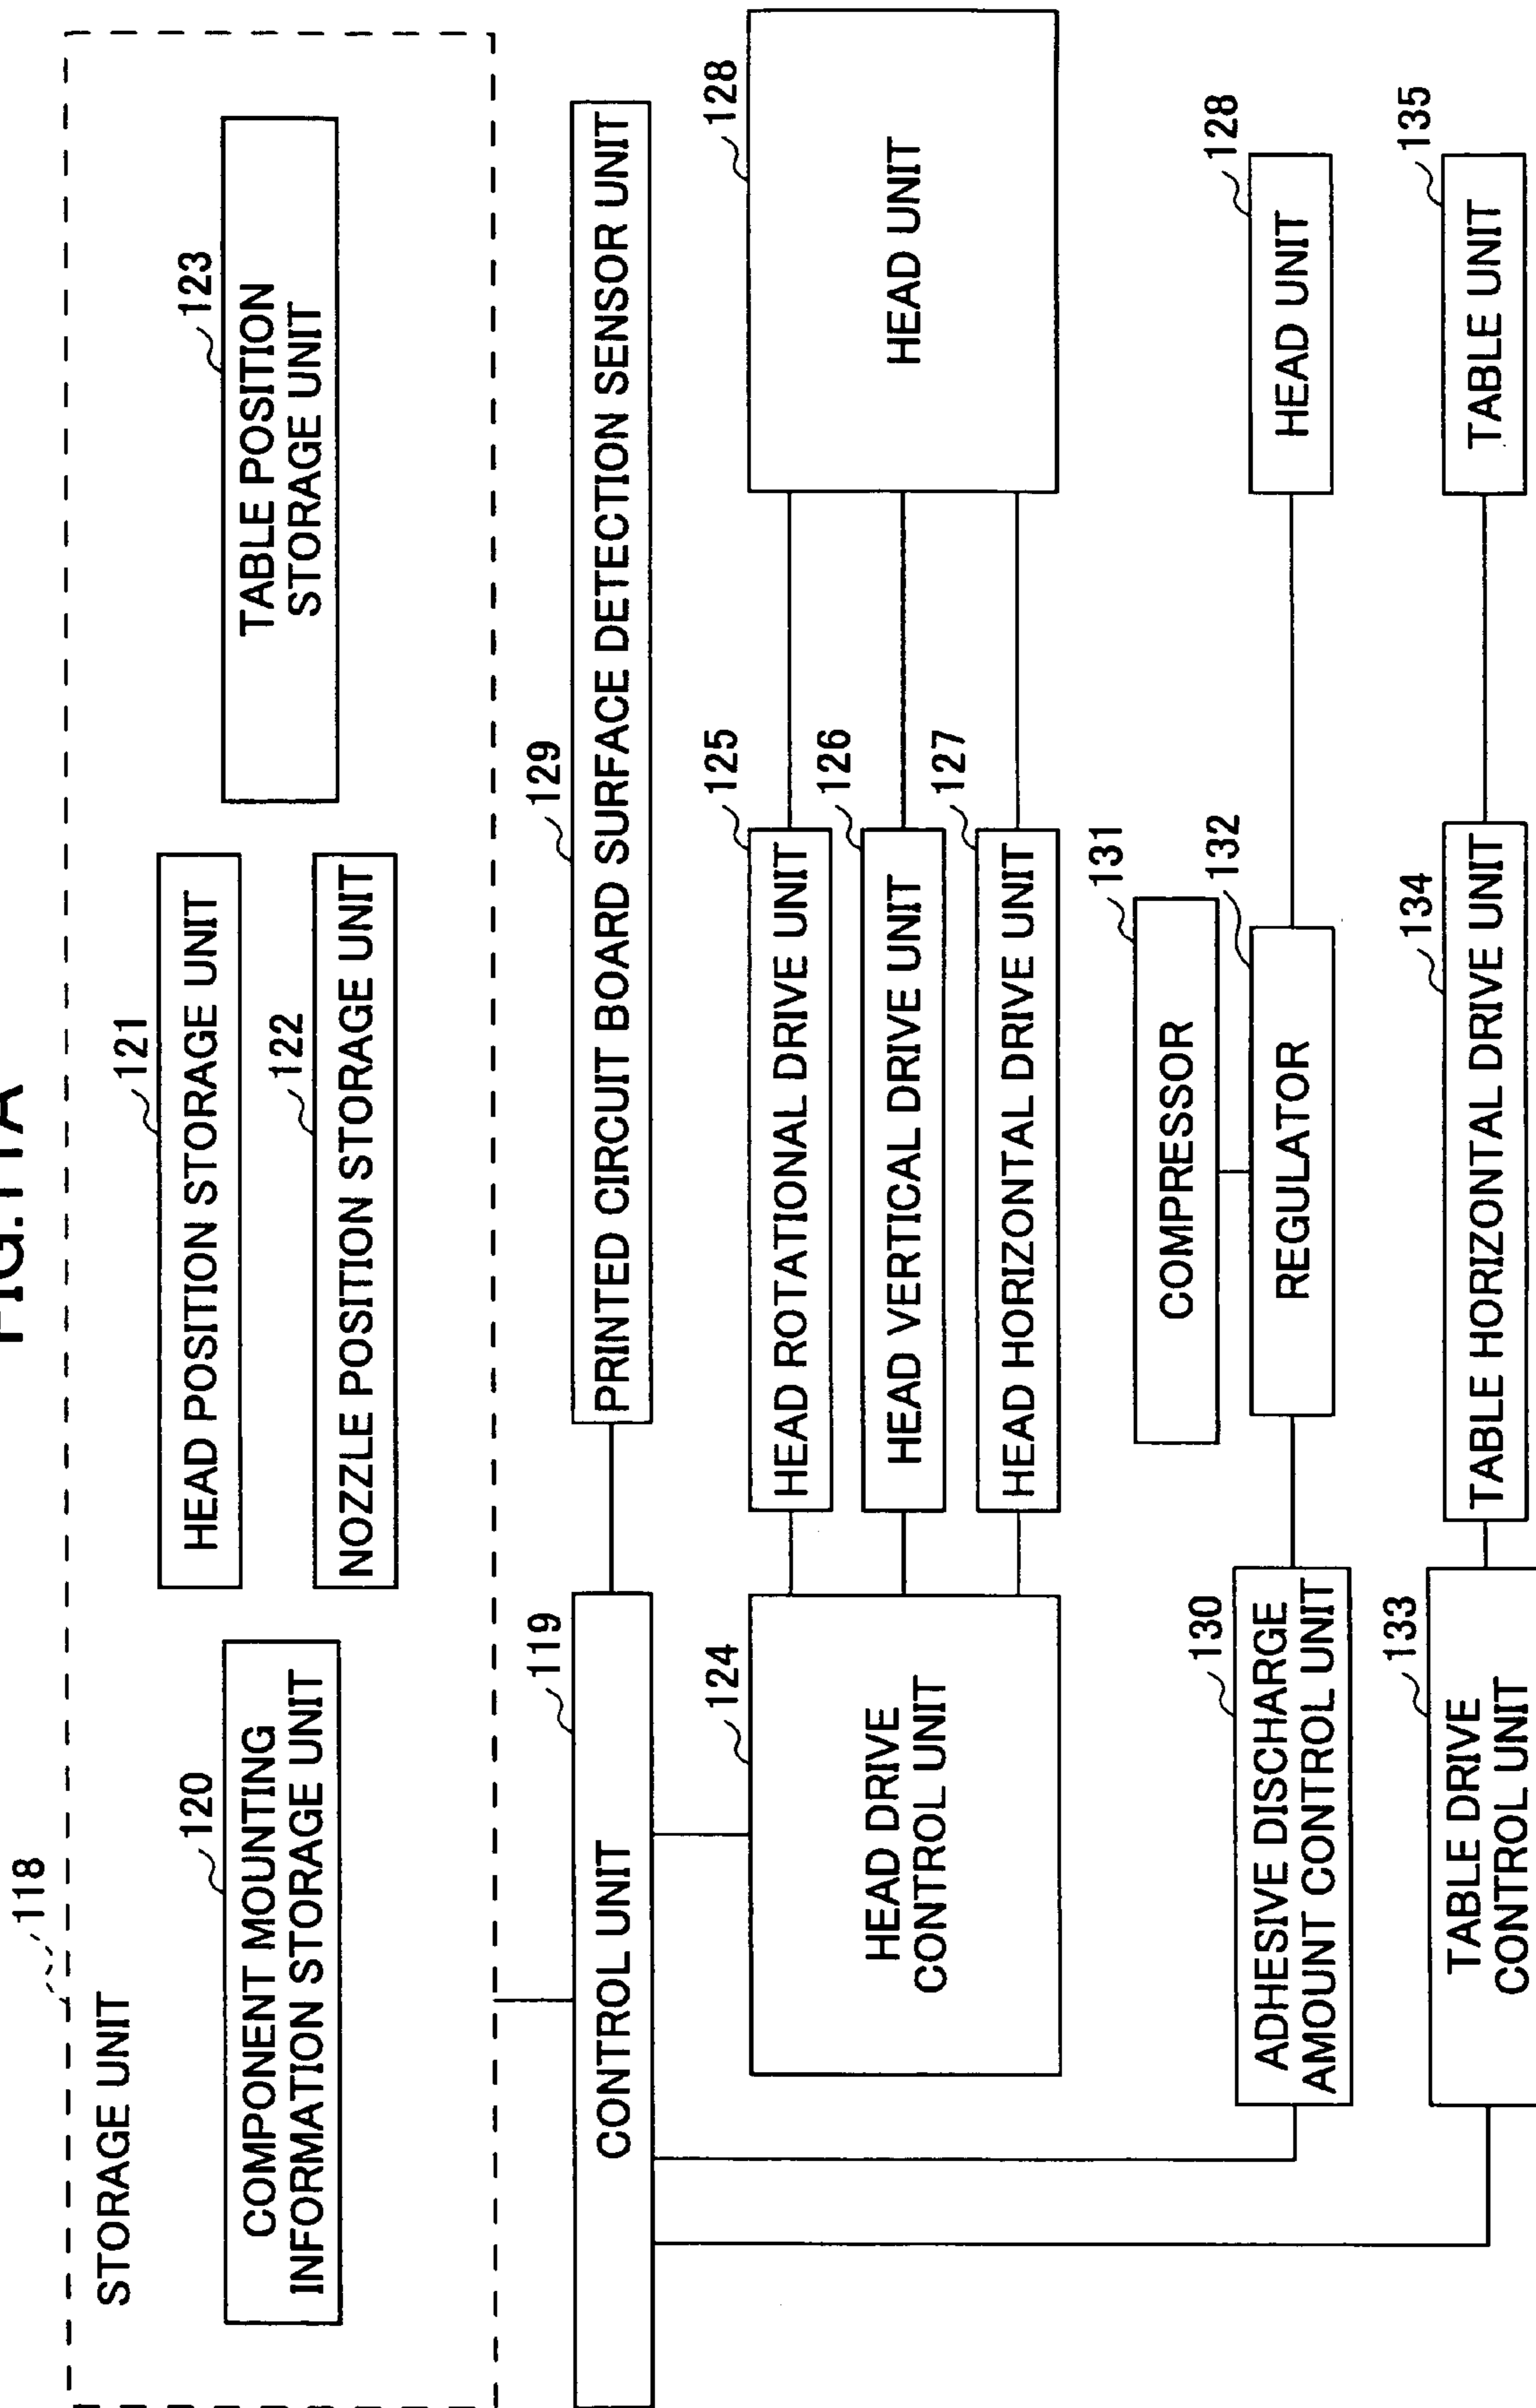 FIG. 11A
118
STORAGE UNIT
120
COMPONENT MOUNTING
INFORMATION STORAGE UNIT
121
HEAD POSITION STORAGE UNIT
122
NOZZLE POSITION STORAGE UNIT
123
TABLE POSITION
STORAGE UNIT
119
CONTROL UNIT
129
PRINTED CIRCUIT BOARD SURFACE DETECTION SENSOR UNIT
124
HEAD DRIVE
CONTROL UNIT
125
HEAD ROTATIONAL DRIVE UNIT
126
HEAD VERTICAL DRIVE UNIT
127
HEAD HORIZONTAL DRIVE UNIT
128
HEAD UNIT
131
COMPRESSOR
130
ADHESIVE DISCHARGE
AMOUNT CONTROL UNIT
132
REGULATOR
128
HEAD UNIT
133
TABLE DRIVE
CONTROL UNIT
134
TABLE HORIZONTAL DRIVE UNIT
135
TABLE UNIT